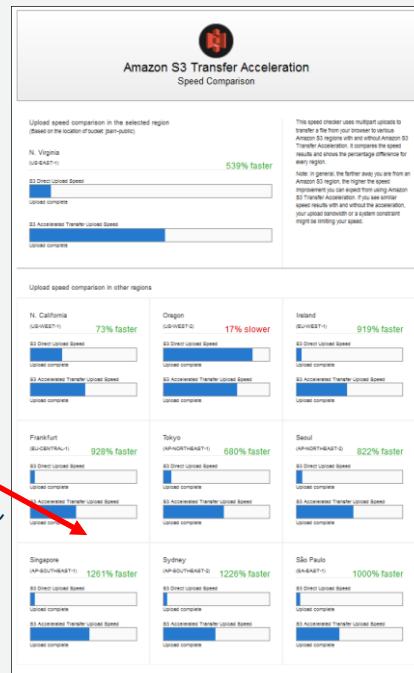 Amazon S3 Transfer Acceleration
Speed Comparison
Upload speed comparison in the selected region
(Based on the location of bucket: jbarr-public)
N. Virginia
(US-EAST-1)
539% faster
S3 Direct Upload Speed
Upload complete
S3 Accelerated Transfer Upload Speed
Upload complete
This speed checker uses multipart uploads to
transfer a file from your browser to various
Amazon S3 regions with and without Amazon S3
Transfer Acceleration. It compares the speed
results and shows the percentage difference for
every region.
Note: In general, the farther away you are from an
Amazon S3 region, the higher the speed
improvement you can expect from using Amazon
S3 Transfer Acceleration. If you see similar
speed results with and without the acceleration,
your upload bandwidth or a system constraint
might be limiting your speed.
Upload speed comparison in other regions
N. California
(US-WEST-1)
73% faster
S3 Direct Upload Speed
Upload complete
S3 Accelerated Transfer Upload Speed
Upload complete
Oregon
(US-WEST-2)
17% slower
S3 Direct Upload Speed
Upload complete
S3 Accelerated Transfer Upload Speed
Upload complete
Ireland
(EU-WEST-1)
919% faster
S3 Direct Upload Speed
Upload complete
S3 Accelerated Transfer Upload Speed
Upload complete
Frankfurt
(EU-CENTRAL-1)
928% faster
S3 Direct Upload Speed
Upload complete
S3 Accelerated Transfer Upload Speed
Upload complete
Tokyo
(AP-NORTHEAST-1)
680% faster
S3 Direct Upload Speed
Upload complete
S3 Accelerated Transfer Upload Speed
Upload complete
Seoul
(AP-NORTHEAST-2)
822% faster
S3 Direct Upload Speed
Upload complete
S3 Accelerated Transfer Upload Speed
Upload complete
Singapore
(AP-SOUTHEAST-1)
1261% faster
S3 Direct Upload Speed
Upload complete
S3 Accelerated Transfer Upload Speed
Upload complete
Sydney
(AP-SOUTHEAST-2)
1226% faster
S3 Direct Upload Speed
Upload complete
S3 Accelerated Transfer Upload Speed
Upload complete
São Paulo
(SA-EAST-1)
1000% faster
S3 Direct Upload Speed
Upload complete
S3 Accelerated Transfer Upload Speed
Upload complete